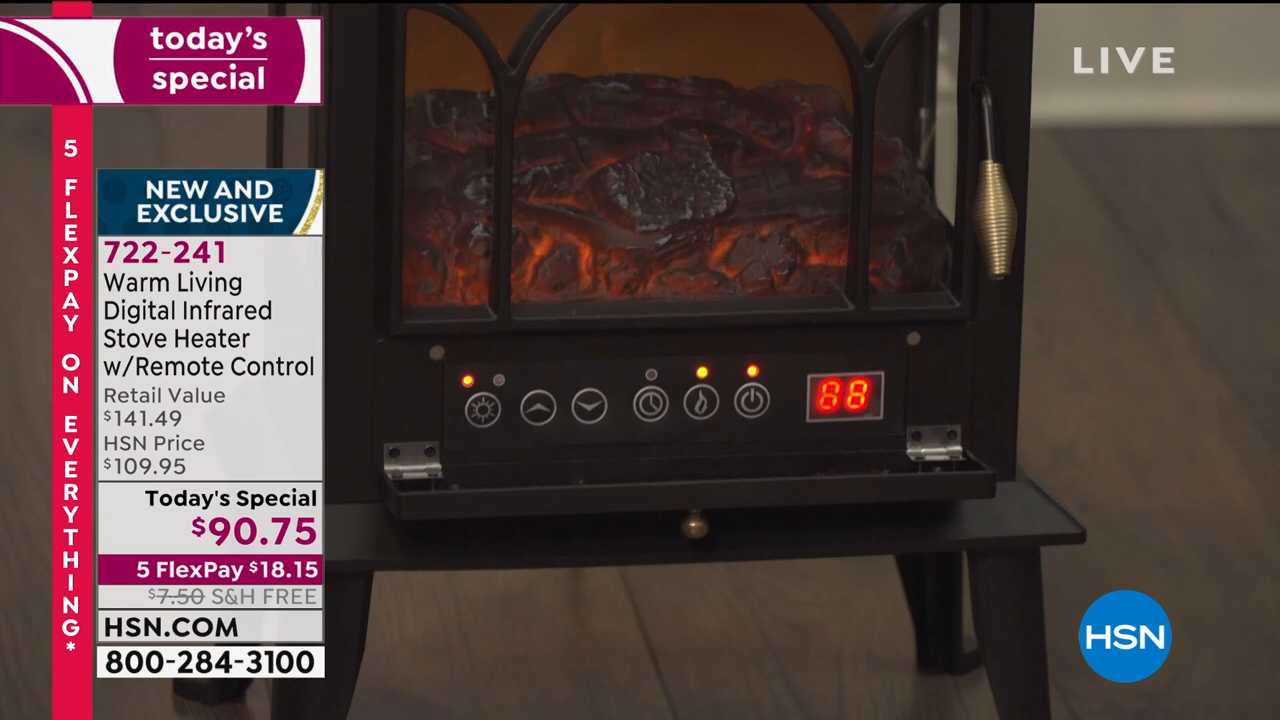 today's
special
LIVE
5 FLEXPAY ON EVERYTHING*
NEW AND
EXCLUSIVE
722-241
Warm Living
Digital Infrared
Stove Heater
w/Remote Control
Retail Value
$141.49
HSN Price
$109.95
Today's Special
$90.75
5 FlexPay $18.15
$7.50 S&H FREE
HSN.COM
800-284-3100
88
HSN